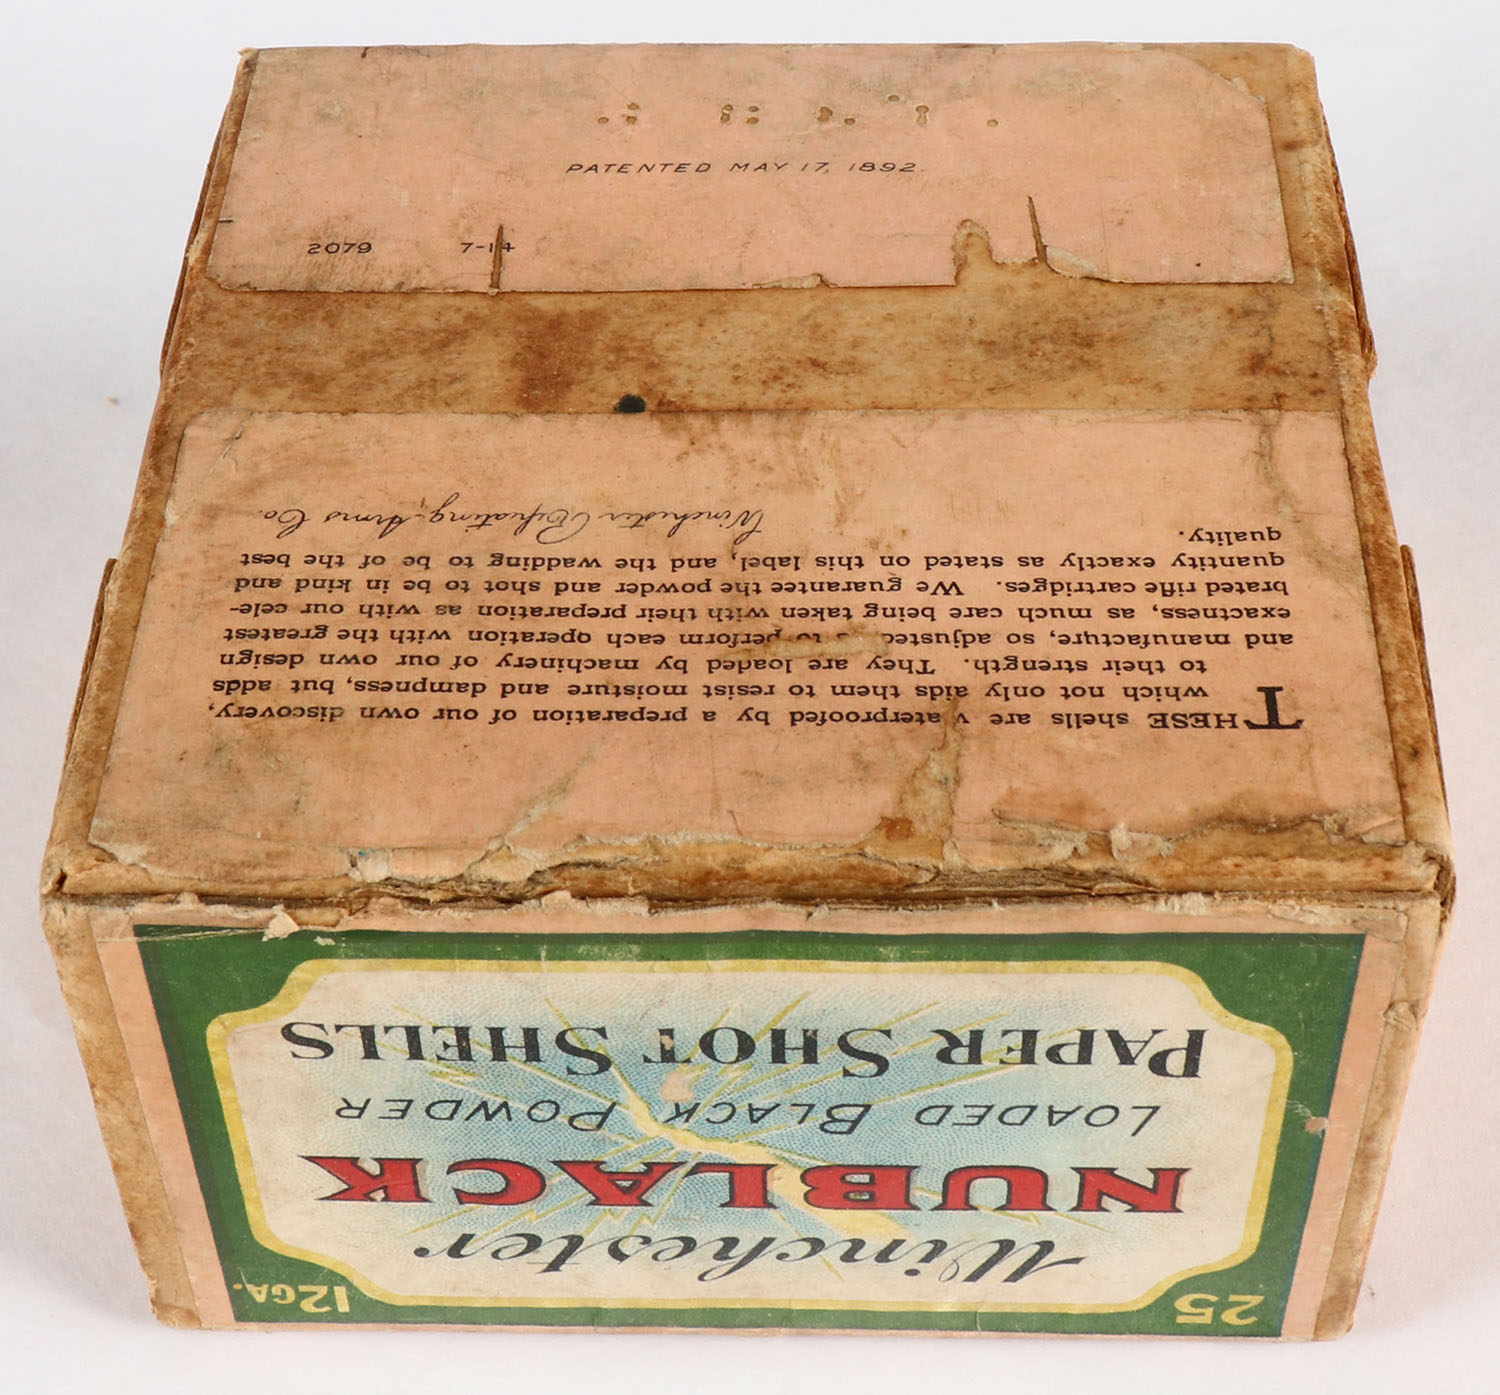 PATENTED MAY 17, 1892.
2079 7-14
THESE shells are waterproofed by a preparation of our own discovery,
which not only aids them to resist moisture and dampness, but adds
to their strength. They are loaded by machinery of our own design
and manufacture, so adjusted as to perform each operation with the greatest
exactness, as much care being taken with their preparation as with our cele-
brated rifle cartridges. We guarantee the powder and shot to be in kind and
quantity exactly as stated on this label, and the wadding to be of the best
quality.
Winchester Repeating Arms Co.
25 12GA.
Winchester
NUBLACK
LOADED BLACK POWDER
PAPER SHOT SHELLS